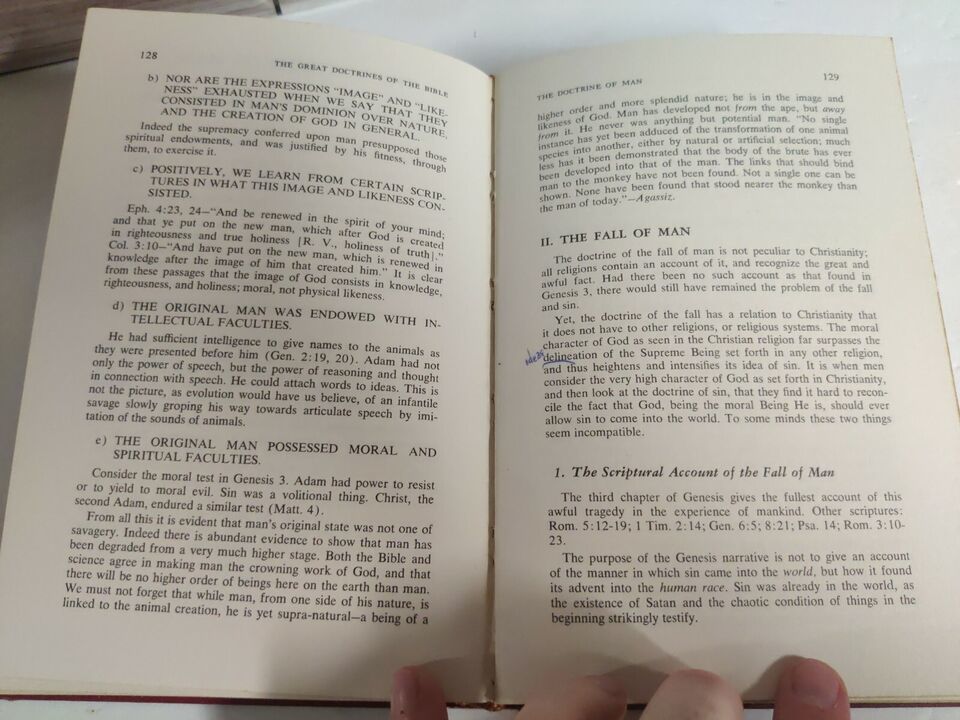 128
THE GREAT DOCTRINES OF THE BIBLE
b) NOR ARE THE EXPRESSIONS "IMAGE" AND "LIKE-
NESS" EXHAUSTED WHEN WE SAY THAT THEY
CONSISTED IN MAN'S DOMINION OVER NATURE,
AND THE CREATION OF GOD IN GENERAL.
Indeed the supremacy conferred upon man presupposed those
spiritual endowments, and was justified by his fitness, through
them, to exercise it.
c) POSITIVELY, WE LEARN FROM CERTAIN SCRIP-
TURES IN WHAT THIS IMAGE AND LIKENESS CON-
SISTED.
Eph. 4:23, 24—"And be renewed in the spirit of your mind;
and that ye put on the new man, which after God is created
in righteousness and true holiness [R. V., holiness of truth]."
Col. 3:10—"And have put on the new man, which is renewed in
knowledge after the image of him that created him." It is clear
from these passages that the image of God consists in knowledge,
righteousness, and holiness; moral, not physical likeness.
d) THE ORIGINAL MAN WAS ENDOWED WITH IN-
TELLECTUAL FACULTIES.
He had sufficient intelligence to give names to the animals as
they were presented before him (Gen. 2:19, 20). Adam had not
only the power of speech, but the power of reasoning and thought
in connection with speech. He could attach words to ideas. This is
not the picture, as evolution would have us believe, of an infantile
savage slowly groping his way towards articulate speech by imi-
tation of the sounds of animals.
e) THE ORIGINAL MAN POSSESSED MORAL AND
SPIRITUAL FACULTIES.
Consider the moral test in Genesis 3. Adam had power to resist
or to yield to moral evil. Sin was a volitional thing. Christ, the
second Adam, endured a similar test (Matt. 4).
From all this it is evident that man's original state was not one of
savagery. Indeed there is abundant evidence to show that man has
been degraded from a very much higher stage. Both the Bible and
science agree in making man the crowning work of God, and that
there will be no higher order of beings here on the earth than man.
We must not forget that while man, from one side of his nature, is
linked to the animal creation, he is yet supra-natural—a being of a
THE DOCTRINE OF MAN
129
higher order and more splendid nature; he is in the image and
likeness of God. Man has developed not from the ape, but away
from it. He never was anything but potential man. "No single
instance has yet been adduced of the transformation of one animal
species into another, either by natural or artificial selection; much
less has it been demonstrated that the body of the brute has ever
been developed into that of the man. The links that should bind
man to the monkey have not been found. Not a single one can be
shown. None have been found that stood nearer the monkey than
the man of today."—Agassiz.
II. THE FALL OF MAN
The doctrine of the fall of man is not peculiar to Christianity;
all religions contain an account of it, and recognize the great and
awful fact. Had there been no such account as that found in
Genesis 3, there would still have remained the problem of the fall
and sin.
Yet, the doctrine of the fall has a relation to Christianity that
it does not have to other religions, or religious systems. The moral
character of God as seen in the Christian religion far surpasses the
delineation of the Supreme Being set forth in any other religion,
and thus heightens and intensifies its idea of sin. It is when men
consider the very high character of God as set forth in Christianity,
and then look at the doctrine of sin, that they find it hard to recon-
cile the fact that God, being the moral Being He is, should ever
allow sin to come into the world. To some minds these two things
seem incompatible.
1. The Scriptural Account of the Fall of Man
The third chapter of Genesis gives the fullest account of this
awful tragedy in the experience of mankind. Other scriptures:
Rom. 5:12-19; 1 Tim. 2:14; Gen. 6:5; 8:21; Psa. 14; Rom. 3:10-
23.
The purpose of the Genesis narrative is not to give an account
of the manner in which sin came into the world, but how it found
its advent into the human race. Sin was already in the world, as
the existence of Satan and the chaotic condition of things in the
beginning strikingly testify.